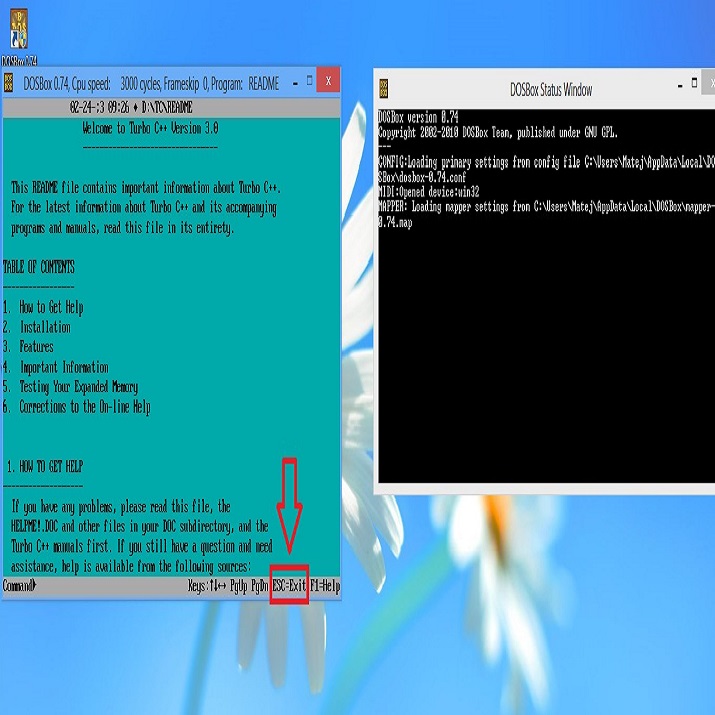 DOSBox 0.74
DOSBox 0.74, Cpu speed: 3000 cycles, Frameskip 0, Program: README
02-24-:3 09:26 ♦ D:\TC\README
Welcome to Turbo C++ Version 3.0
--------------------------------
This README file contains important information about Turbo C++.
For the latest information about Turbo C++ and its accompanying
programs and manuals, read this file in its entirety.
TABLE OF CONTENTS
-----------------
1. How to Get Help
2. Installation
3. Features
4. Important Information
5. Testing Your Expanded Memory
6. Corrections to the On-line Help
1. HOW TO GET HELP
-------------------
If you have any problems, please read this file, the
HELPME!.DOC and other files in your DOC subdirectory, and the
Turbo C++ manuals first. If you still have a question and need
assistance, help is available from the following sources:
Command► Keys:↑↓←→ PgUp PgDn ESC=Exit F1=Help
DOSBox Status Window
DOSBox version 0.74
Copyright 2002-2010 DOSBox Team, published under GNU GPL.
---
CONFIG:Loading primary settings from config file C:\Users\Matej\AppData\Local\DO
SBox\dosbox-0.74.conf
MIDI:Opened device:win32
MAPPER: Loading mapper settings from C:\Users\Matej\AppData\Local\DOSBox\mapper-
0.74.map